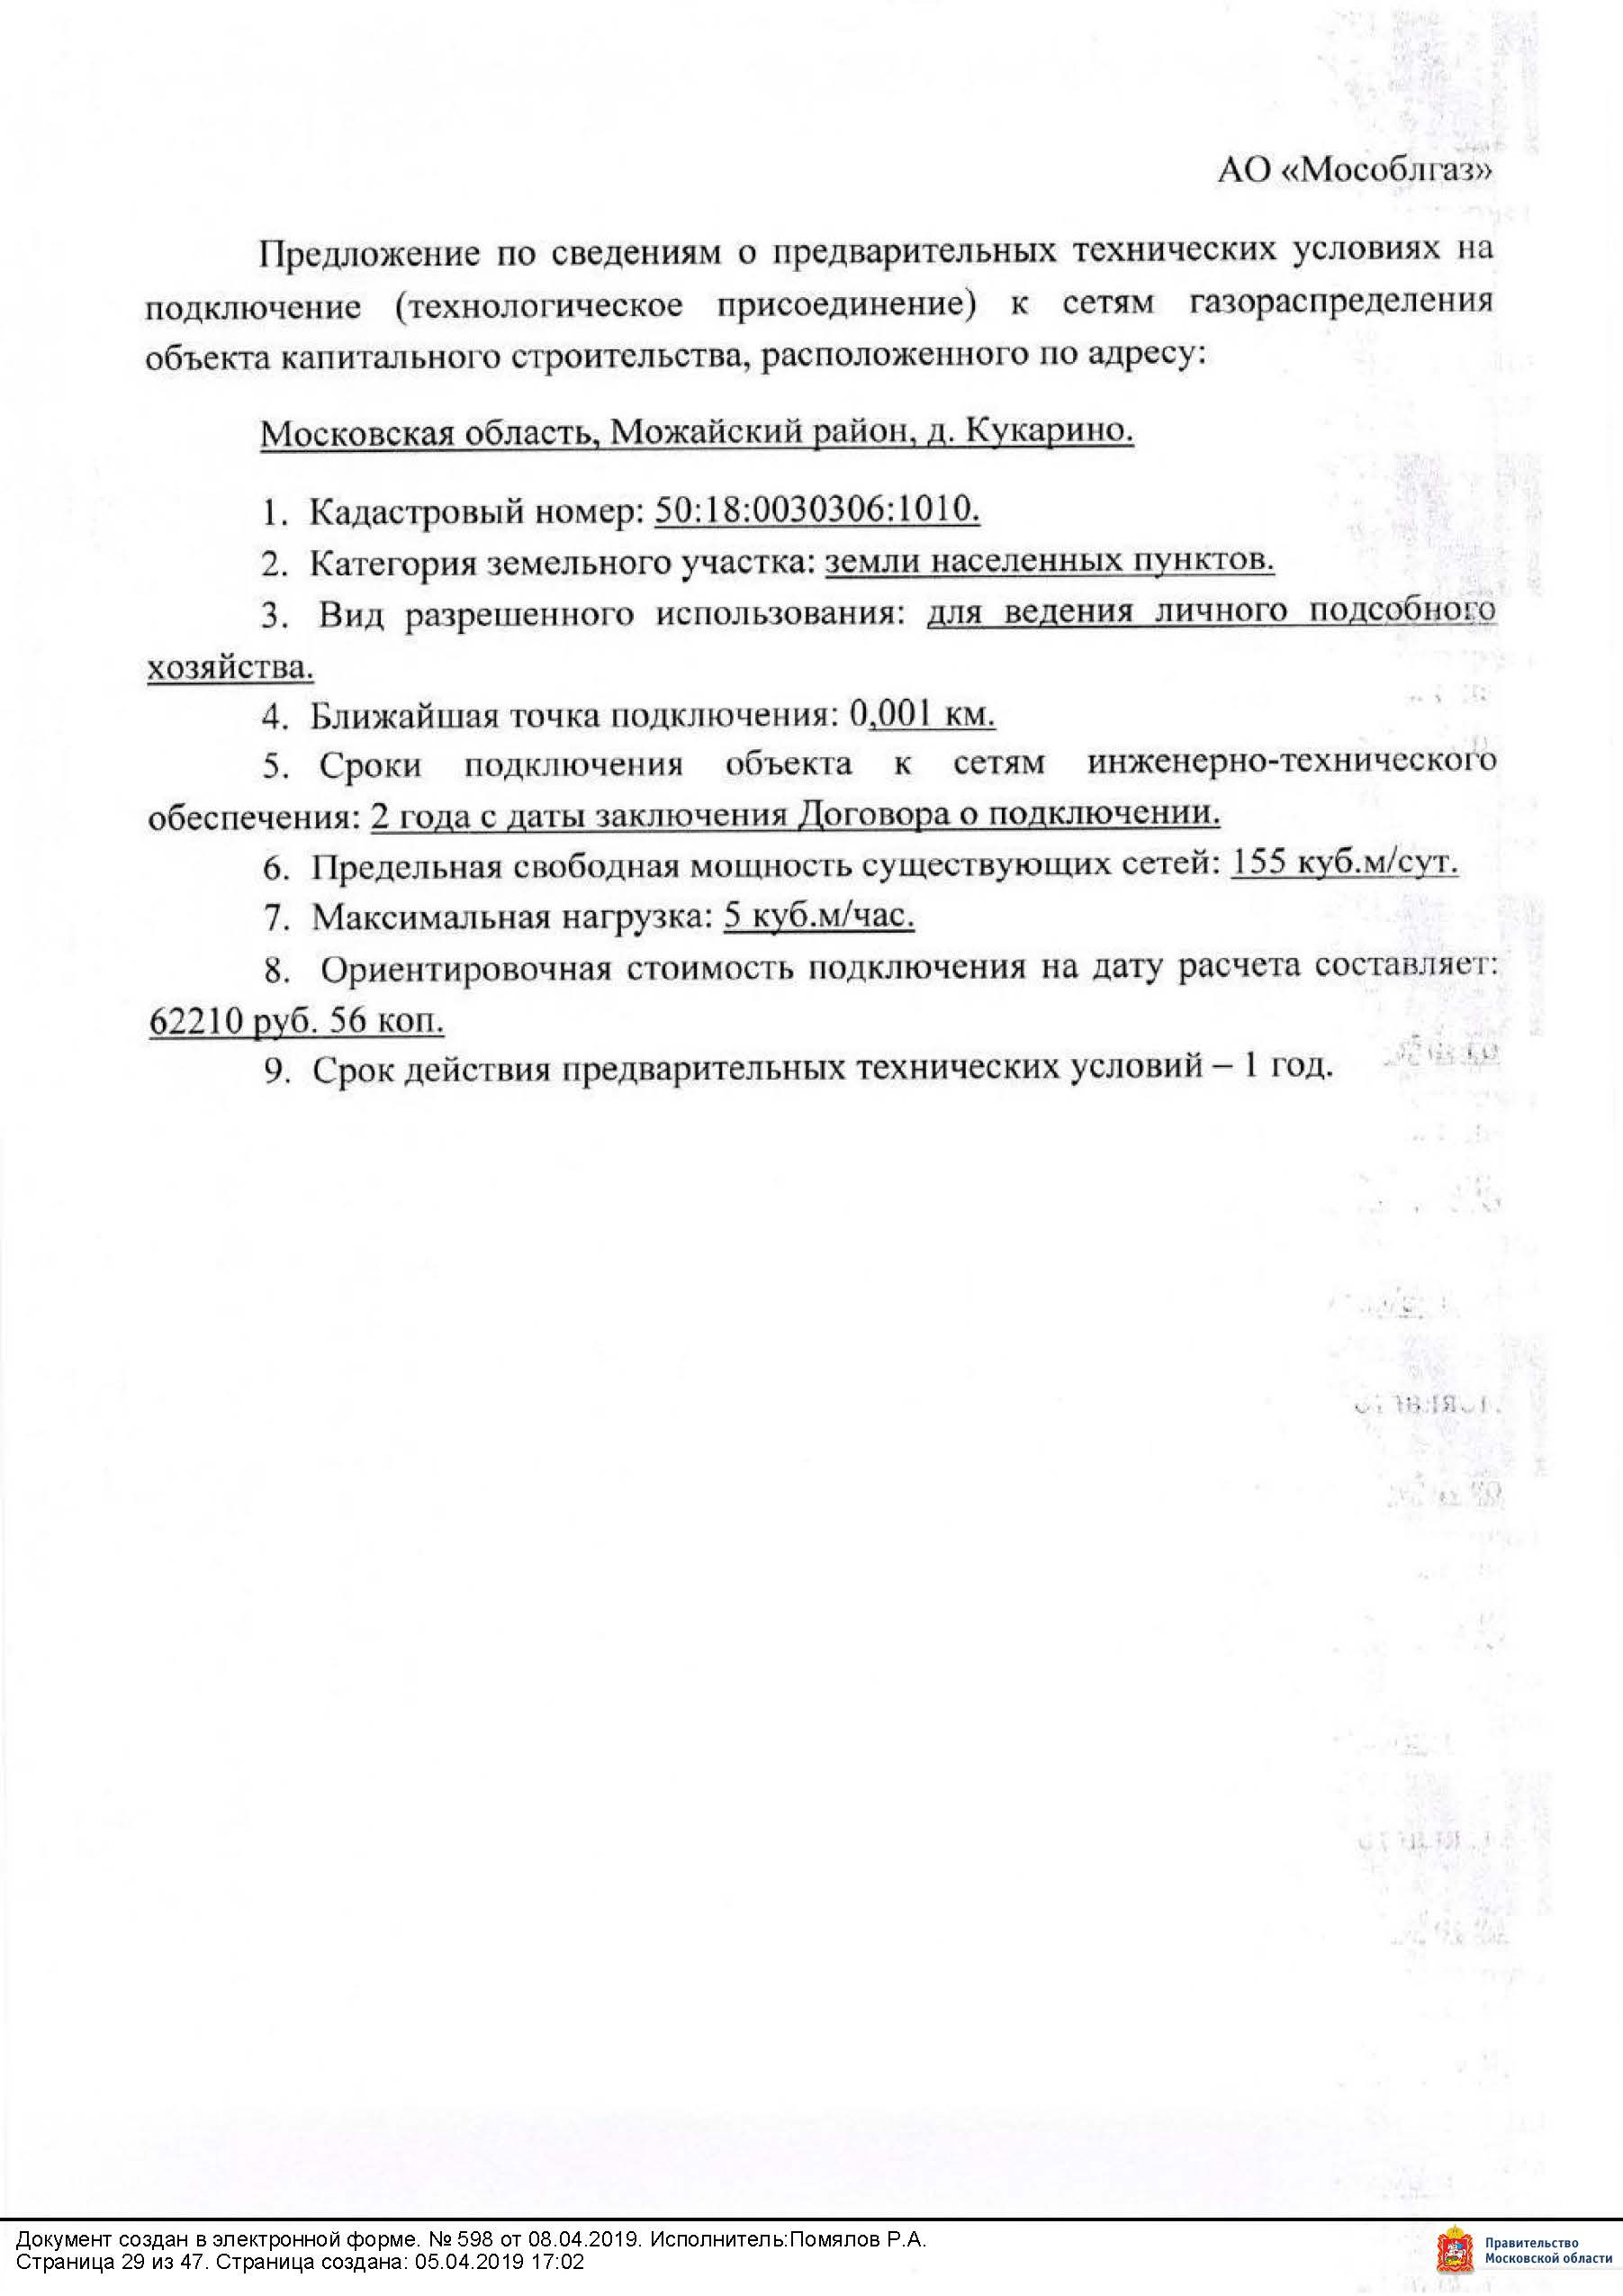 АО «Мособлгаз»
Предложение по сведениям о предварительных технических условиях на
подключение (технологическое присоединение) к сетям газораспределения
объекта капитального строительства, расположенного по адресу:
Московская область, Можайский район, д. Кукарино.
1. Кадастровый номер: 50:18:0030306:1010.
2. Категория земельного участка: земли населенных пунктов.
3. Вид разрешенного использования: для ведения личного подсобного
хозяйства.
4. Ближайшая точка подключения: 0,001 км.
5. Сроки подключения объекта к сетям инженерно-технического
обеспечения: 2 года с даты заключения Договора о подключении.
6. Предельная свободная мощность существующих сетей: 155 куб.м/сут.
7. Максимальная нагрузка: 5 куб.м/час.
8. Ориентировочная стоимость подключения на дату расчета составляет:
62210 руб. 56 коп.
9. Срок действия предварительных технических условий – 1 год.
Документ создан в электронной форме. № 598 от 08.04.2019. Исполнитель:Помялов Р.А.
Страница 29 из 47. Страница создана: 05.04.2019 17:02
Правительство
Московской области